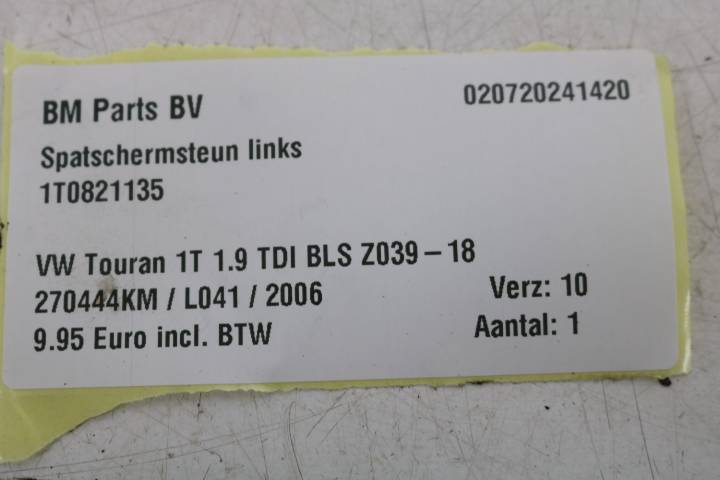 BM Parts BV
020720241420
Spatschermsteun links
1T0821135
VW Touran 1T 1.9 TDI BLS Z039-18
270444KM / L041 / 2006
Verz: 10
9.95 Euro incl. BTW
Aantal: 1